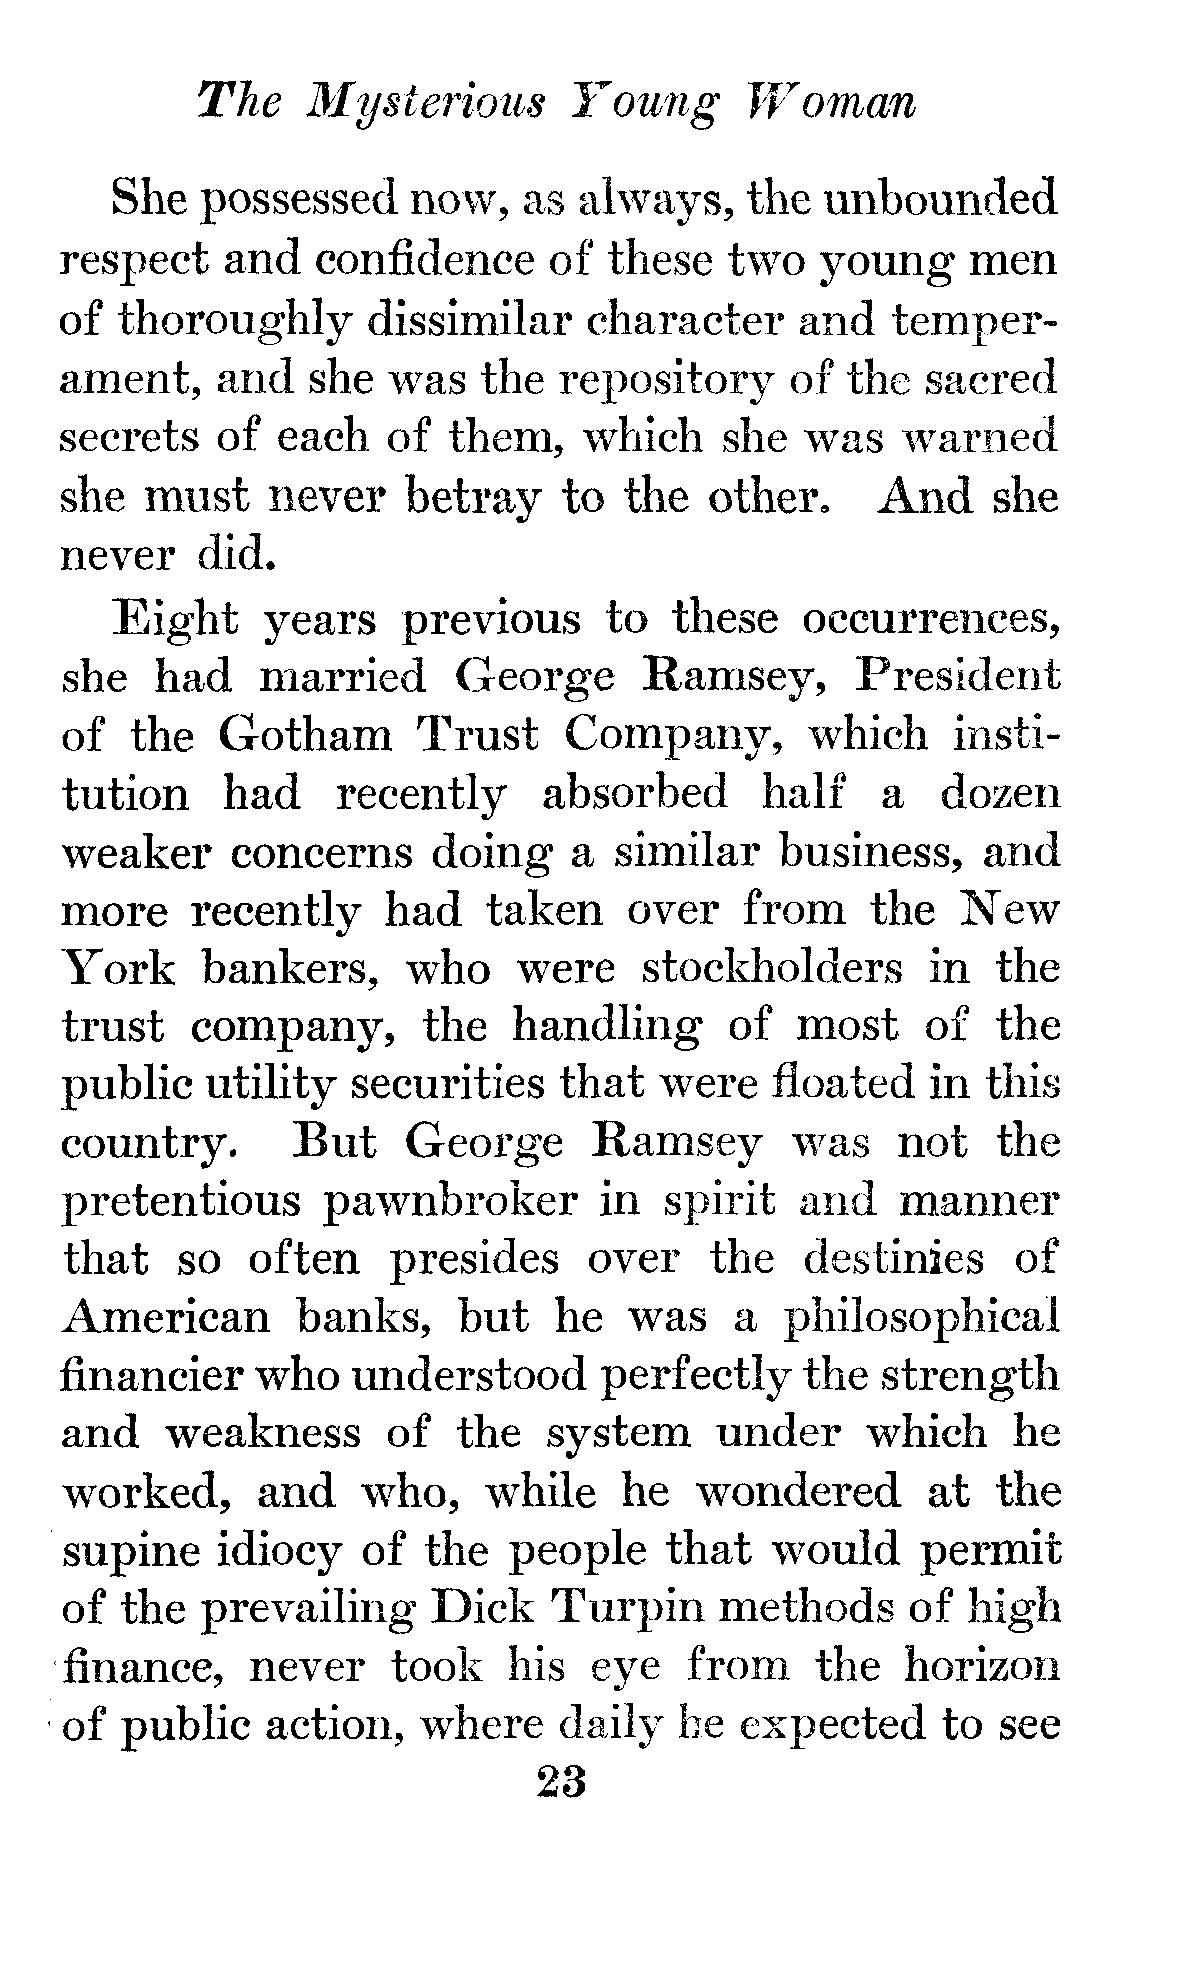 The Mysterious Young Woman
She possessed now, as always, the unbounded
respect and confidence of these two young men
of thoroughly dissimilar character and temper-
ament, and she was the repository of the sacred
secrets of each of them, which she was warned
she must never betray to the other. And she
never did.
Eight years previous to these occurrences,
she had married George Ramsey, President
of the Gotham Trust Company, which insti-
tution had recently absorbed half a dozen
weaker concerns doing a similar business, and
more recently had taken over from the New
York bankers, who were stockholders in the
trust company, the handling of most of the
public utility securities that were floated in this
country. But George Ramsey was not the
pretentious pawnbroker in spirit and manner
that so often presides over the destinies of
American banks, but he was a philosophical
financier who understood perfectly the strength
and weakness of the system under which he
worked, and who, while he wondered at the
supine idiocy of the people that would permit
of the prevailing Dick Turpin methods of high
finance, never took his eye from the horizon
of public action, where daily he expected to see
23